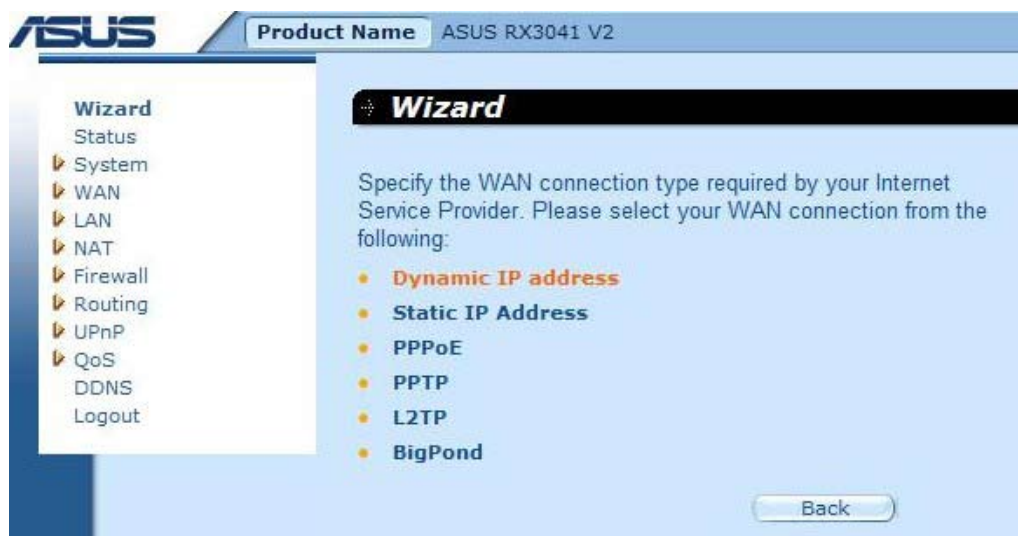 ASUS
Product Name ASUS RX3041 V2
Wizard
Status
System
WAN
LAN
NAT
Firewall
Routing
UPnP
QoS
DDNS
Logout
Wizard
Specify the WAN connection type required by your Internet
Service Provider. Please select your WAN connection from the
following:
Dynamic IP address
Static IP Address
PPPoE
PPTP
L2TP
BigPond
Back